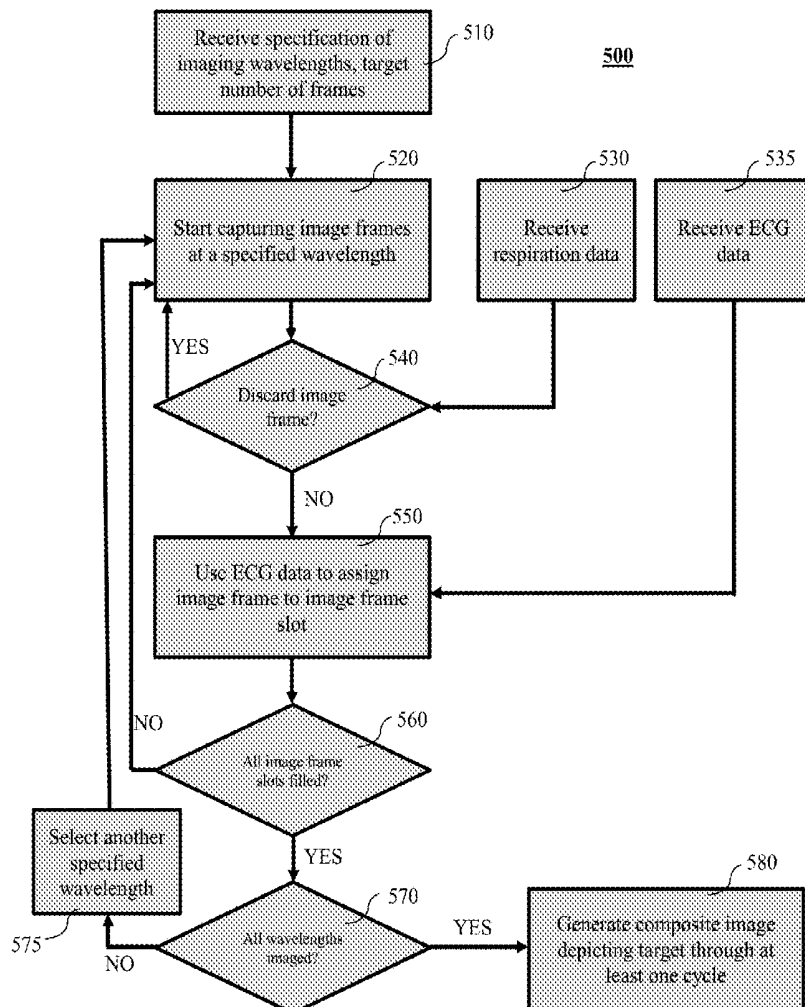 Receive specification of
imaging wavelengths, target
number of frames
510
500
520
Start capturing image frames
at a specified wavelength
530
Receive
respiration data
535
Receive ECG
data
YES
540
Discard image
frame?
NO
550
Use ECG data to assign
image frame to image frame
slot
NO
560
All image frame
slots filled?
YES
Select another
specified
wavelength
575
570
All wavelengths
imaged?
NO
YES
580
Generate composite image
depicting target through at
least one cycle